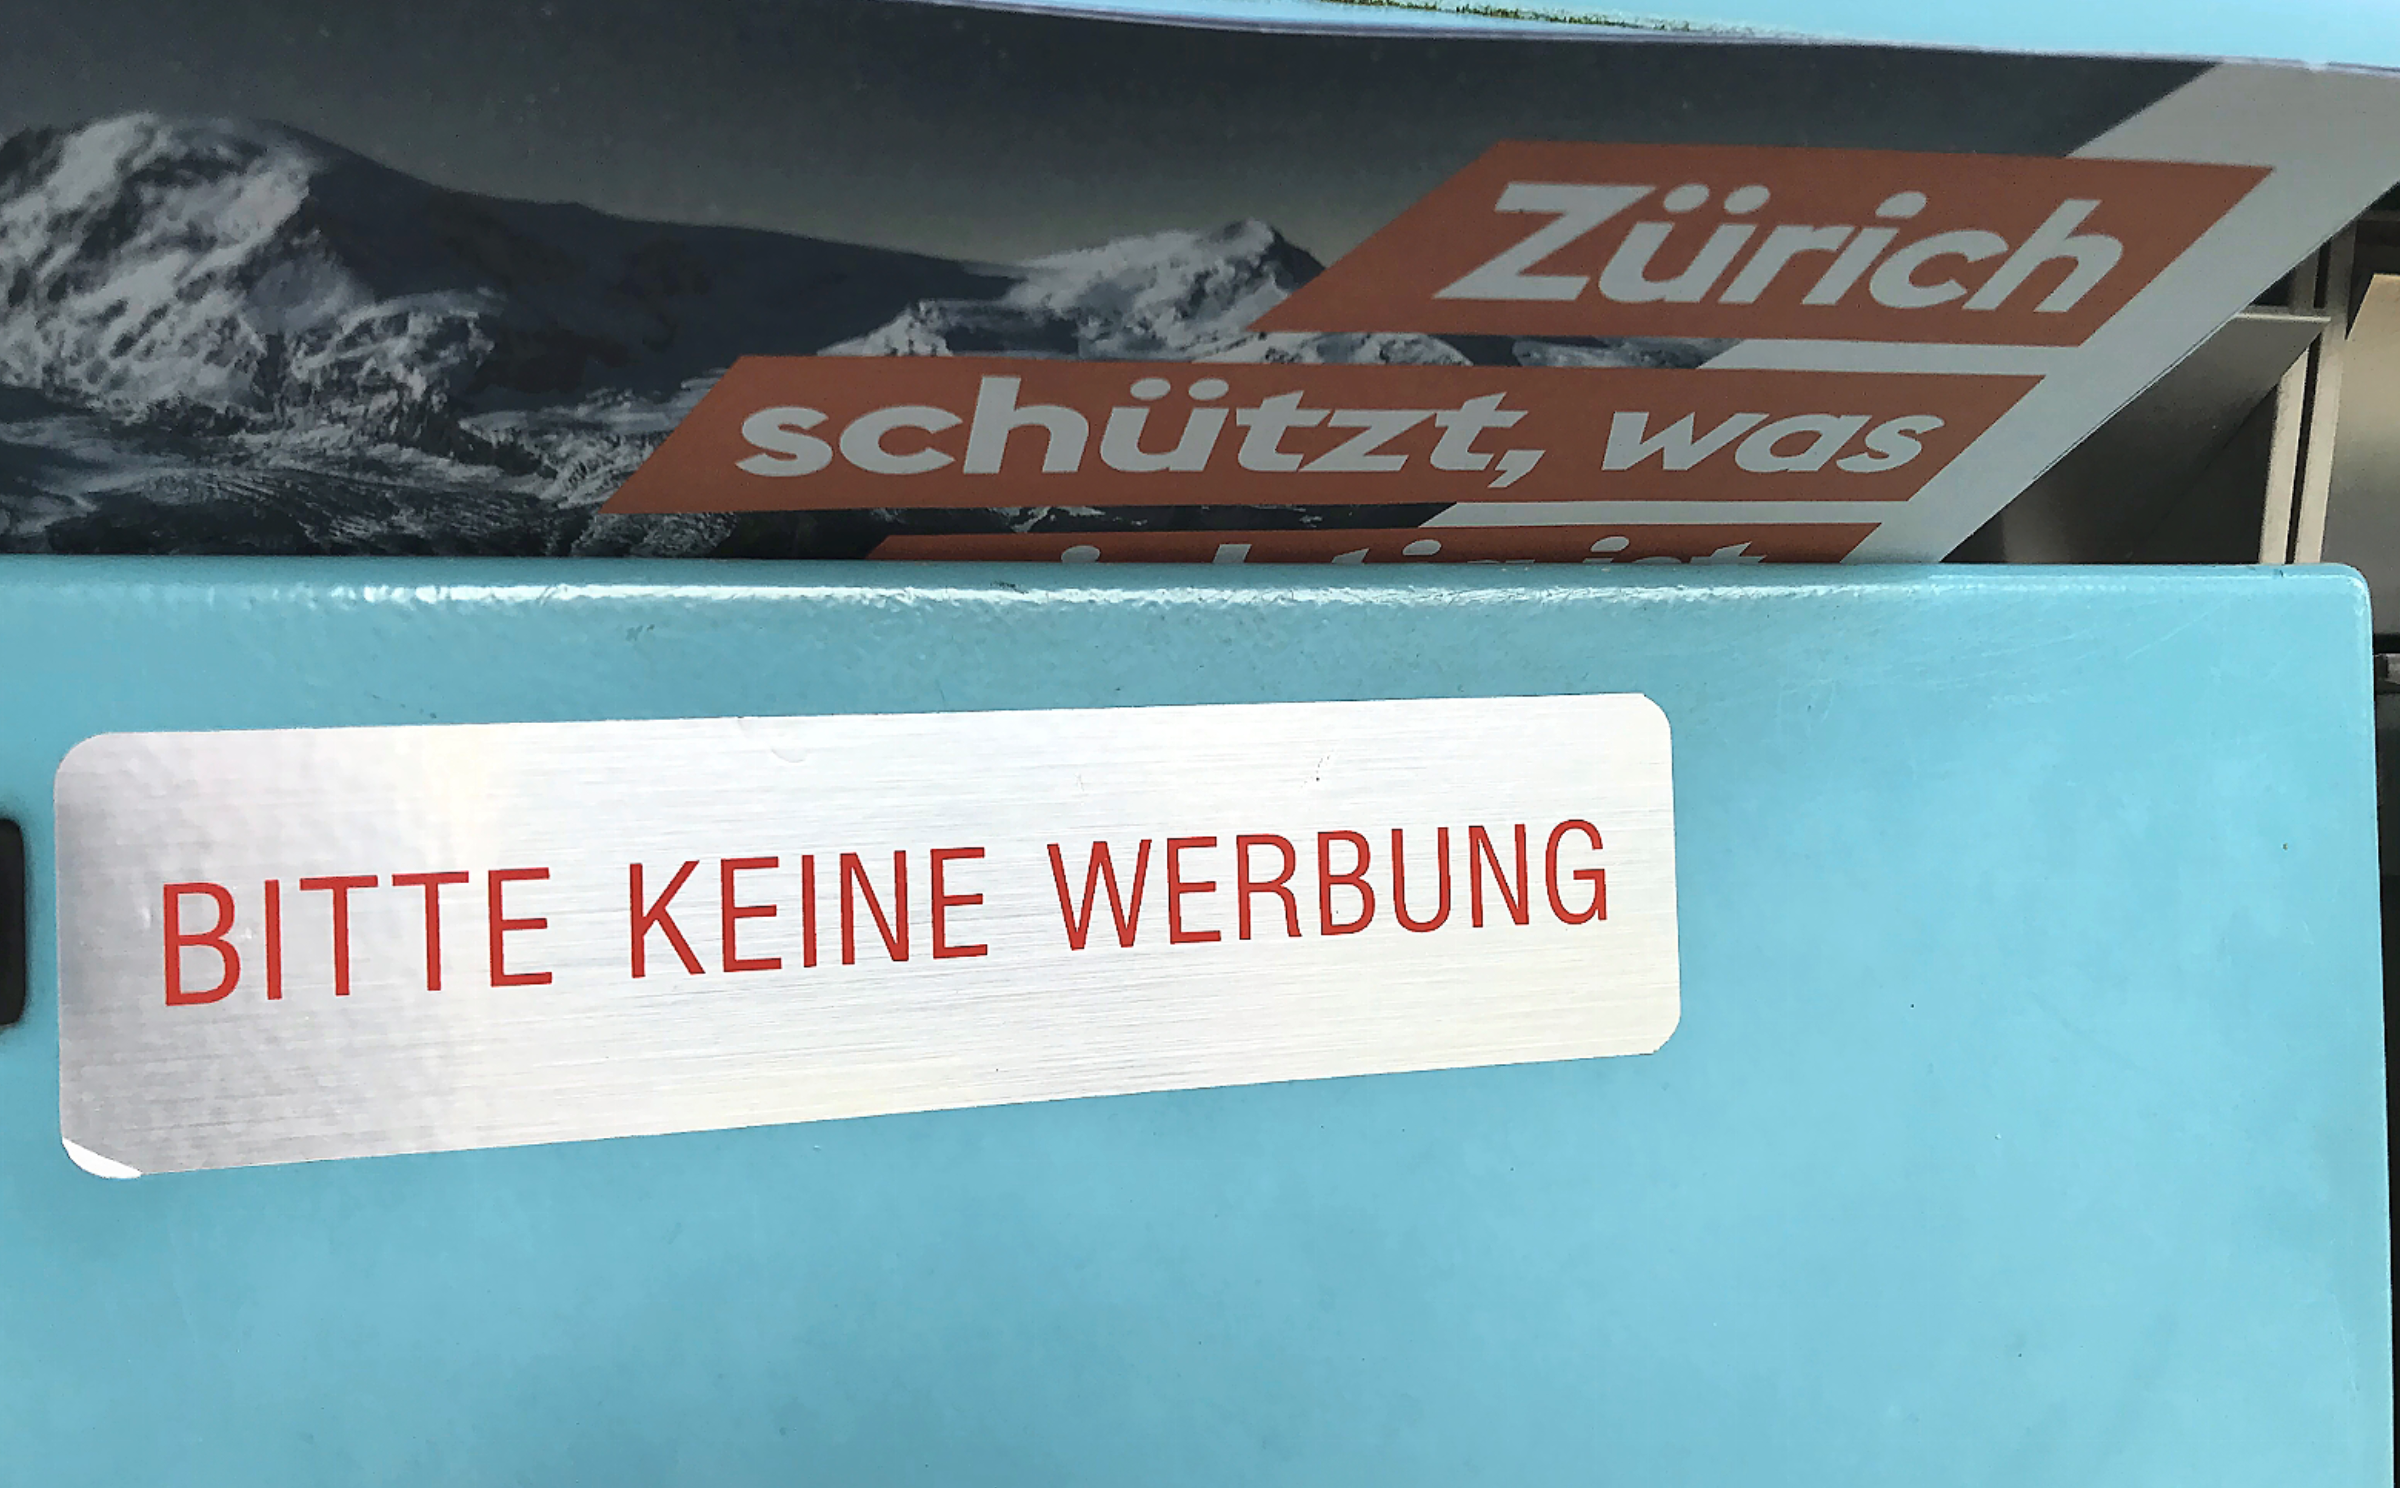 Zürich
schützt, was
BITTE KEINE WERBUNG